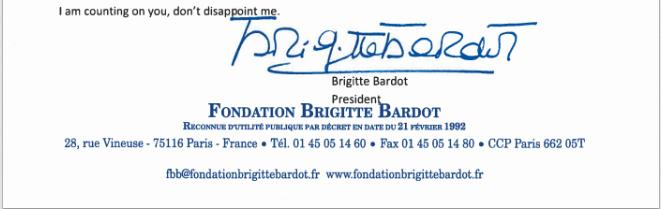 I am counting on you, don't disappoint me.
BrigitteBardot
Brigitte Bardot
President
FONDATION BRIGITTE BARDOT
RECONNUE D'UTILITÉ PUBLIQUE PAR DÉCRET EN DATE DU 21 FÉVRIER 1992
28, rue Vineuse - 75116 Paris - France • Tél. 01 45 05 14 60 • Fax 01 45 05 14 80 • CCP Paris 662 05T
fbb@fondationbrigittebardot.fr www.fondationbrigittebardot.fr